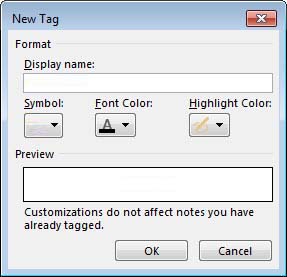 New Tag
Format
Display name:
Symbol: Font Color: Highlight Color:
A
Preview
Customizations do not affect notes you have
already tagged.
OK Cancel